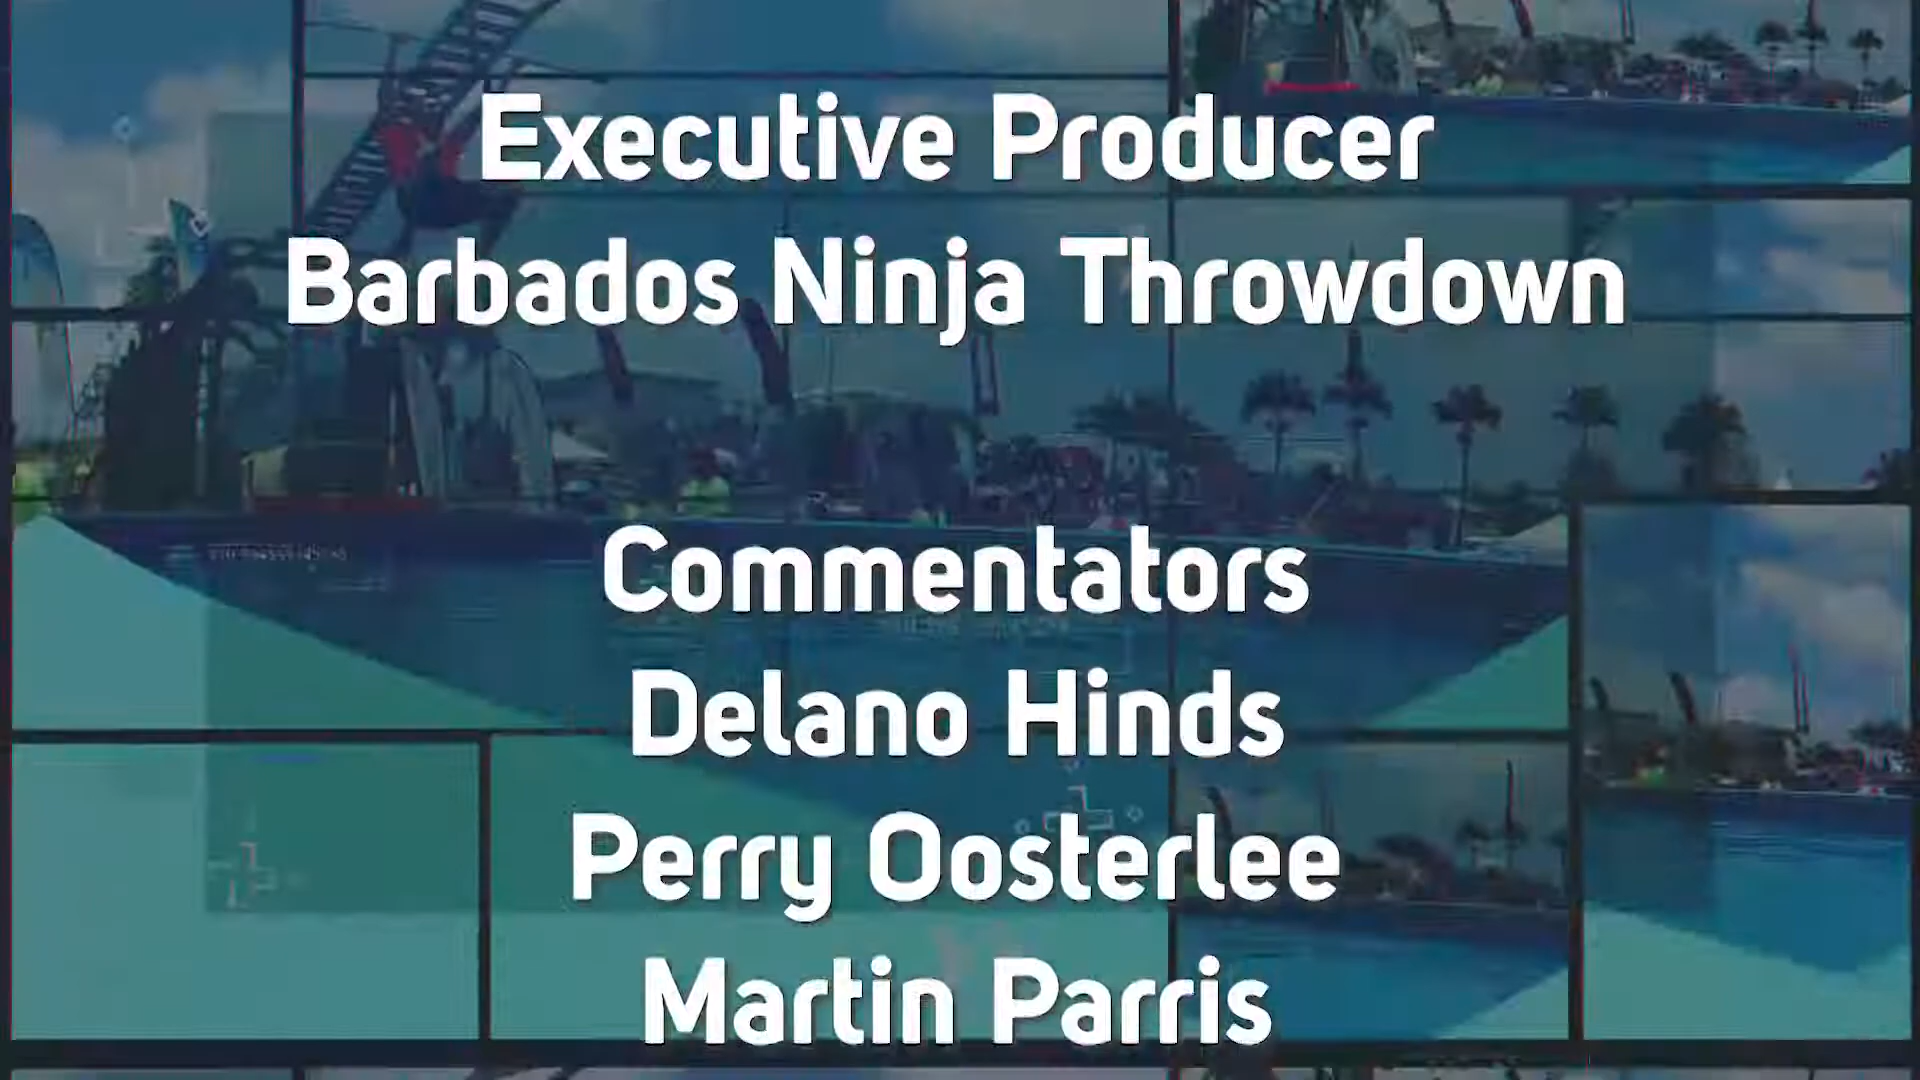 Executive Producer
Barbados Ninja Throwdown
Commentators
Delano Hinds
Perry Oosterlee
Martin Parris